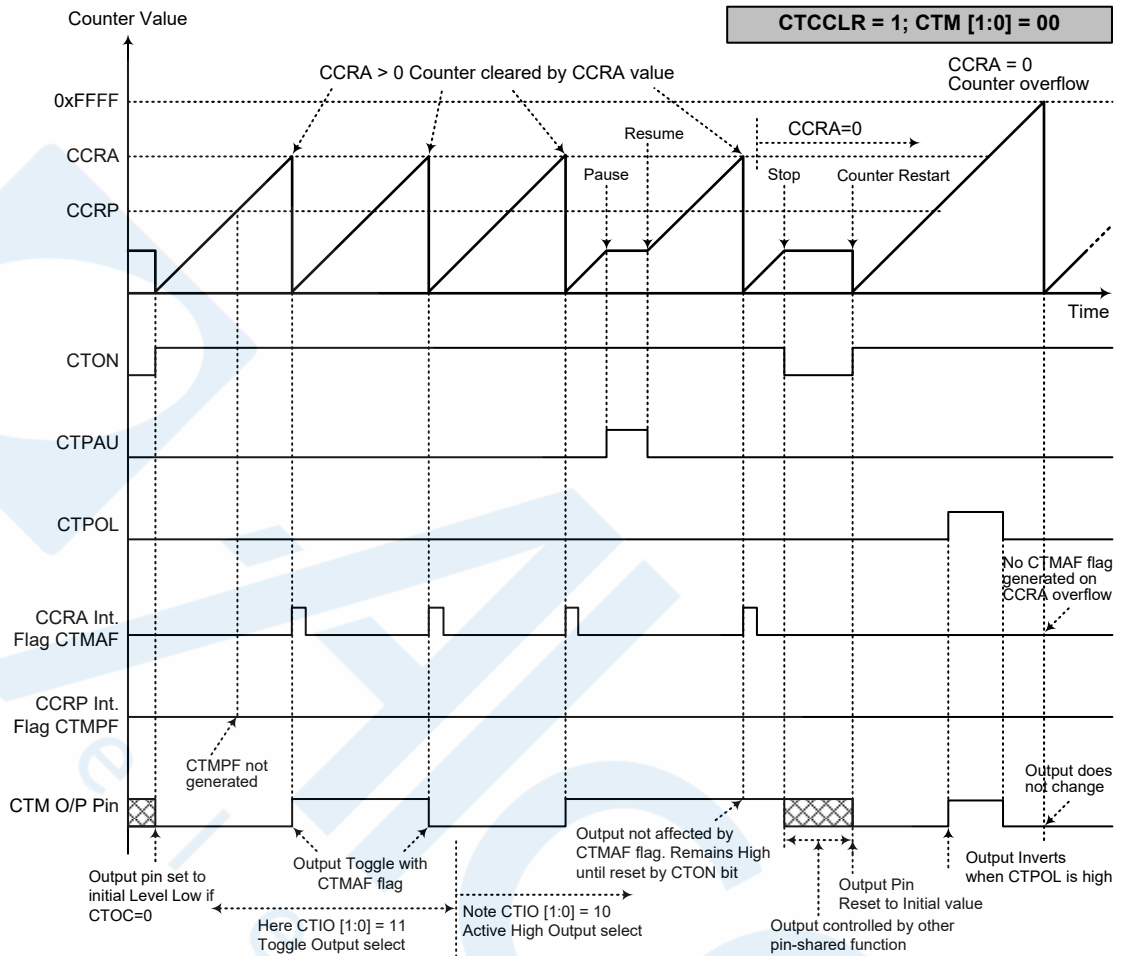 Counter Value
CTCCLR = 1; CTM [1:0] = 00
CCRA > 0 Counter cleared by CCRA value
CCRA = 0
Counter overflow
0xFFFF
CCRA
CCRP
Resume
CCRA=0
Pause
Stop
Counter Restart
Time
CTON
CTPAU
CTPOL
No CTMAF flag
generated on
CCRA overflow
CCRA Int.
Flag CTMAF
CCRP Int.
Flag CTMPF
CTMPF not
generated
CTM O/P Pin
Output does
not change
Output pin set to
initial Level Low if
CTOC=0
Output Toggle with
CTMAF flag
Here CTIO [1:0] = 11
Toggle Output select
Note CTIO [1:0] = 10
Active High Output select
Output not affected by
CTMAF flag. Remains High
until reset by CTON bit
Output controlled by other
pin-shared function
Output Pin
Reset to Initial value
Output Inverts
when CTPOL is high